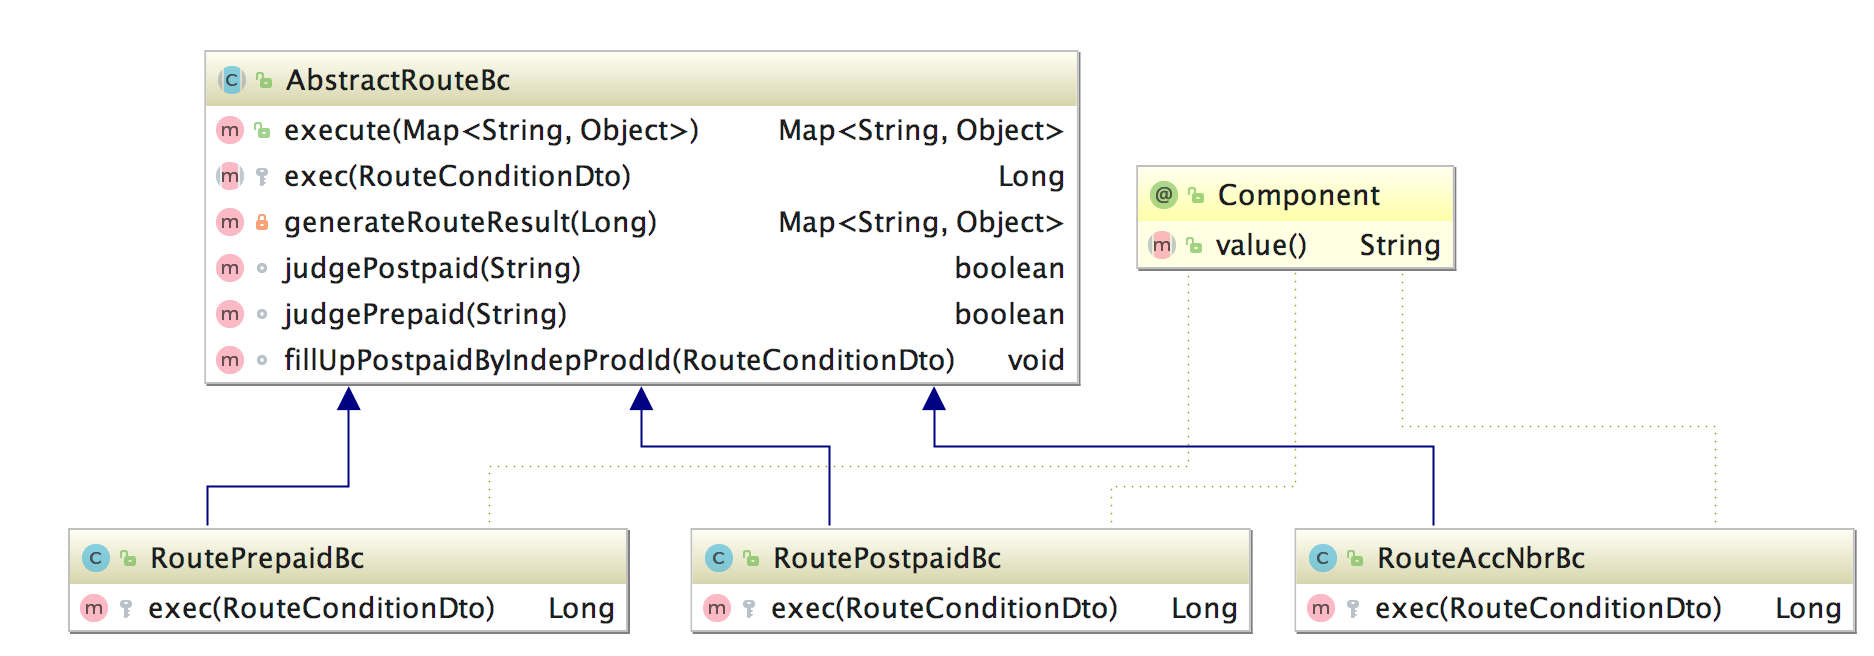 C AbstractRouteBc
m execute(Map<String, Object>) Map<String, Object>
m exec(RouteConditionDto) Long
m generateRouteResult(Long) Map<String, Object>
m judgePostpaid(String) boolean
m judgePrepaid(String) boolean
m fillUpPostpaidByIndepProdId(RouteConditionDto) void
@ Component
m value() String
C RoutePrepaidBc
m exec(RouteConditionDto) Long
C RoutePostpaidBc
m exec(RouteConditionDto) Long
C RouteAccNbrBc
m exec(RouteConditionDto) Long